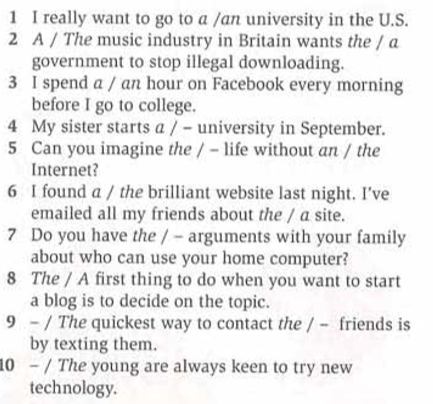 1 I really want to go to a /an university in the U.S.
2 A / The music industry in Britain wants the / a
government to stop illegal downloading.
3 I spend a / an hour on Facebook every morning
before I go to college.
4 My sister starts a / – university in September.
5 Can you imagine the / – life without an / the
Internet?
6 I found a / the brilliant website last night. I've
emailed all my friends about the / a site.
7 Do you have the / – arguments with your family
about who can use your home computer?
8 The / A first thing to do when you want to start
a blog is to decide on the topic.
9 – / The quickest way to contact the / – friends is
by texting them.
10 – / The young are always keen to try new
technology.